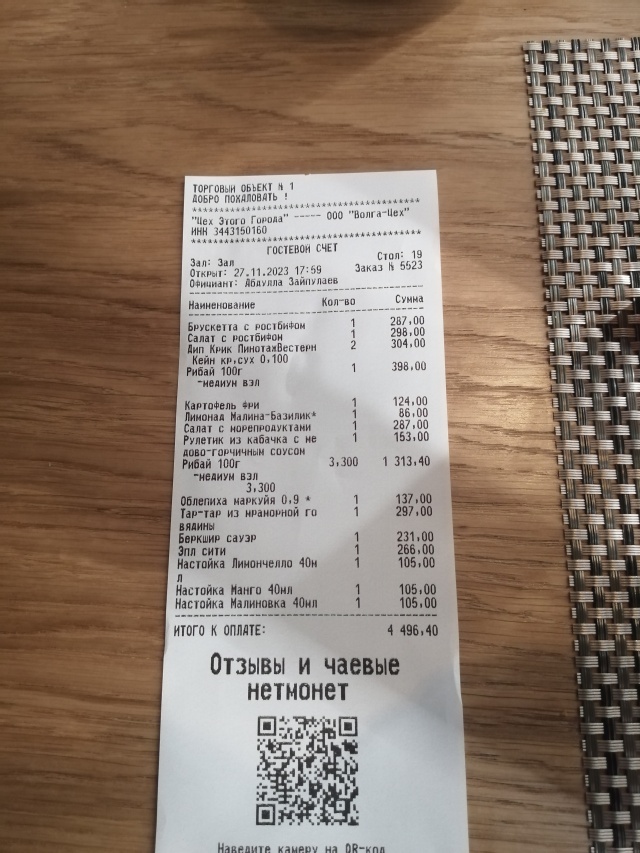 ТОРГОВЫЙ ОБЪЕКТ № 1
ДОБРО ПОЖАЛОВАТЬ !
****************************************
"Цех Этого Города" ----- ООО "Волга-Цех"
ИНН 3443150160
****************************************
ГОСТЕВОЙ СЧЕТ
Зал: Зал Стол: 19
Открыт: 27.11.2023 17:59 Заказ № 5523
Официант: Абдулла Зайпулаев
Наименование Кол-во Сумма
Брускетта с ростбифом 1 287,00
Салат с ростбифом 1 298,00
Дип Крик ПинотажВестерн 2 304,00
Кейп кр,сух 0,100
Рибай 100г 1 398,00
-медиум вэл
Картофель фри 1 124,00
Лимонад Малина-Базилик* 1 86,00
Салат с морепродуктами 1 287,00
Рулетик из кабачка с ме 1 153,00
дово-горчичным соусом
Рибай 100г 3,300 1 313,40
-медиум вэл
3,300
Облепиха маркуйя 0,9 * 1 137,00
Тар-тар из мраморной го 1 297,00
вядины
Беркшир сауэр 1 231,00
Эпл сити 1 266,00
Настойка Лимончелло 40м 1 105,00
л
Настойка Манго 40мл 1 105,00
Настойка Малиновка 40мл 1 105,00
ИТОГО К ОПЛАТЕ: 4 496,40
Отзывы и чаевые
нетмонет
Наведите камеру на QR-код